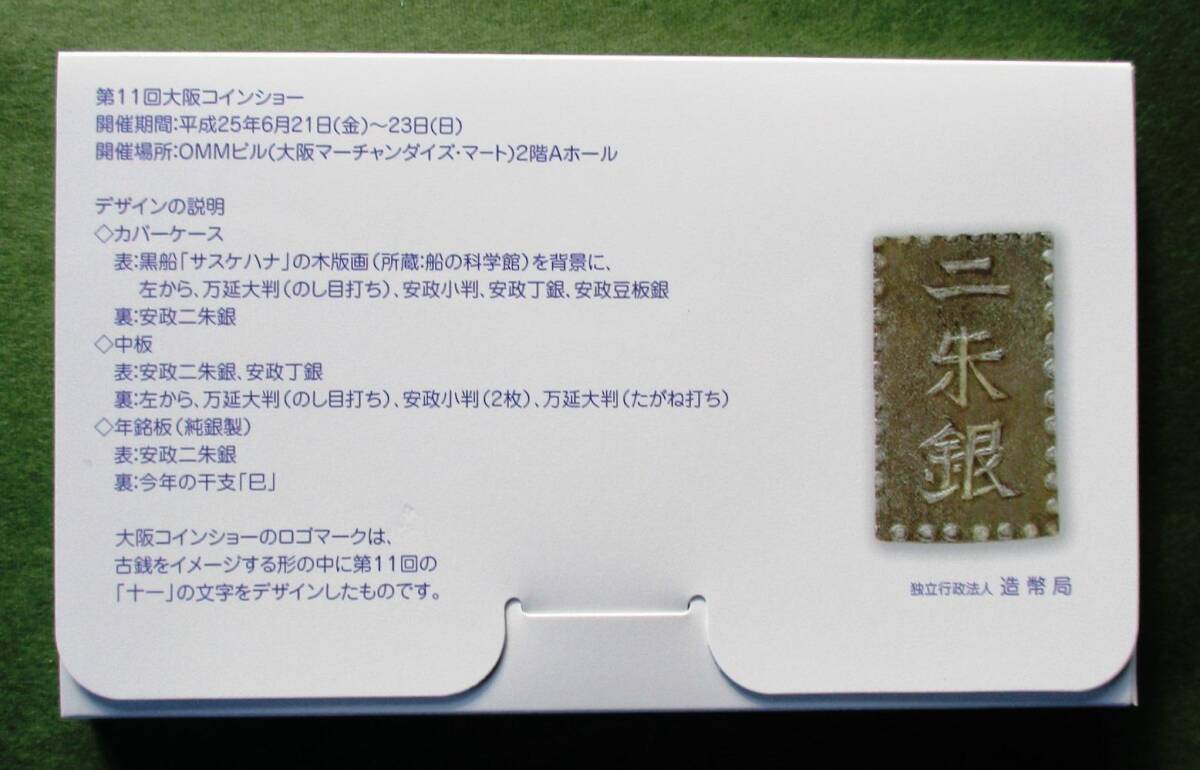 第11回大阪コインショー
開催期間:平成25年6月21日(金)～23日(日)
開催場所:OMMビル(大阪マーチャンダイズ・マート)2階Aホール
デザインの説明
◇カバーケース
表:黒船「サスケハナ」の木版画(所蔵:船の科学館)を背景に、
左から、万延大判(のし目打ち)、安政小判、安政丁銀、安政豆板銀
裏:安政二朱銀
◇中板
表:安政二朱銀、安政丁銀
裏:左から、万延大判(のし目打ち)、安政小判(2枚)、万延大判(たがね打ち)
◇年銘板(純銀製)
表:安政二朱銀
裏:今年の干支「巳」
大阪コインショーのロゴマークは、
古銭をイメージする形の中に第11回の
「十一」の文字をデザインしたものです。
二朱銀
独立行政法人 造幣局